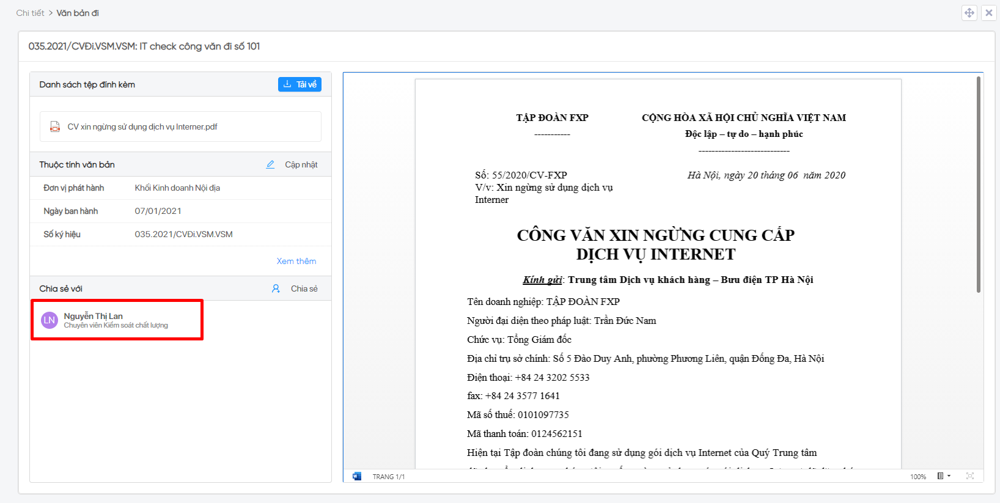 Chi tiết > Văn bản đi
035.2021/CVĐi.VSM.VSM: IT check công văn đi số 101
Danh sách tệp đính kèm
Tải về
CV xin ngừng sử dụng dịch vụ Interner.pdf
Thuộc tính văn bản
Cập nhật
Đơn vị phát hành Khối Kinh doanh Nội địa
Ngày ban hành 07/01/2021
Số ký hiệu 035.2021/CVĐi.VSM.VSM
Xem thêm
Chia sẻ với
Chia sẻ
LN
Nguyễn Thị Lan
Chuyên viên Kiểm soát chất lượng
TẬP ĐOÀN FXP
-----------
CỘNG HÒA XÃ HỘI CHỦ NGHĨA VIỆT NAM
Độc lập – tự do – hạnh phúc
----------------------------
Số: 55/2020/CV-FXP
V/v: Xin ngừng sử dụng dịch vụ
Interner
Hà Nội, ngày 20 tháng 06 năm 2020
CÔNG VĂN XIN NGỪNG CUNG CẤP
DỊCH VỤ INTERNET
Kính gửi: Trung tâm Dịch vụ khách hàng – Bưu điện TP Hà Nội
Tên doanh nghiệp: TẬP ĐOÀN FXP
Người đại diện theo pháp luật: Trần Đức Nam
Chức vụ: Tổng Giám đốc
Địa chỉ trụ sở chính: Số 5 Đào Duy Anh, phường Phương Liên, quận Đống Đa, Hà Nội
Điện thoại: +84 24 3202 5533
fax: +84 24 3577 1641
Mã số thuế: 0101097735
Mã thanh toán: 0124562151
Hiện tại Tập đoàn chúng tôi đang sử dụng gói dịch vụ Internet của Quý Trung tâm
TRANG 1/1
100%